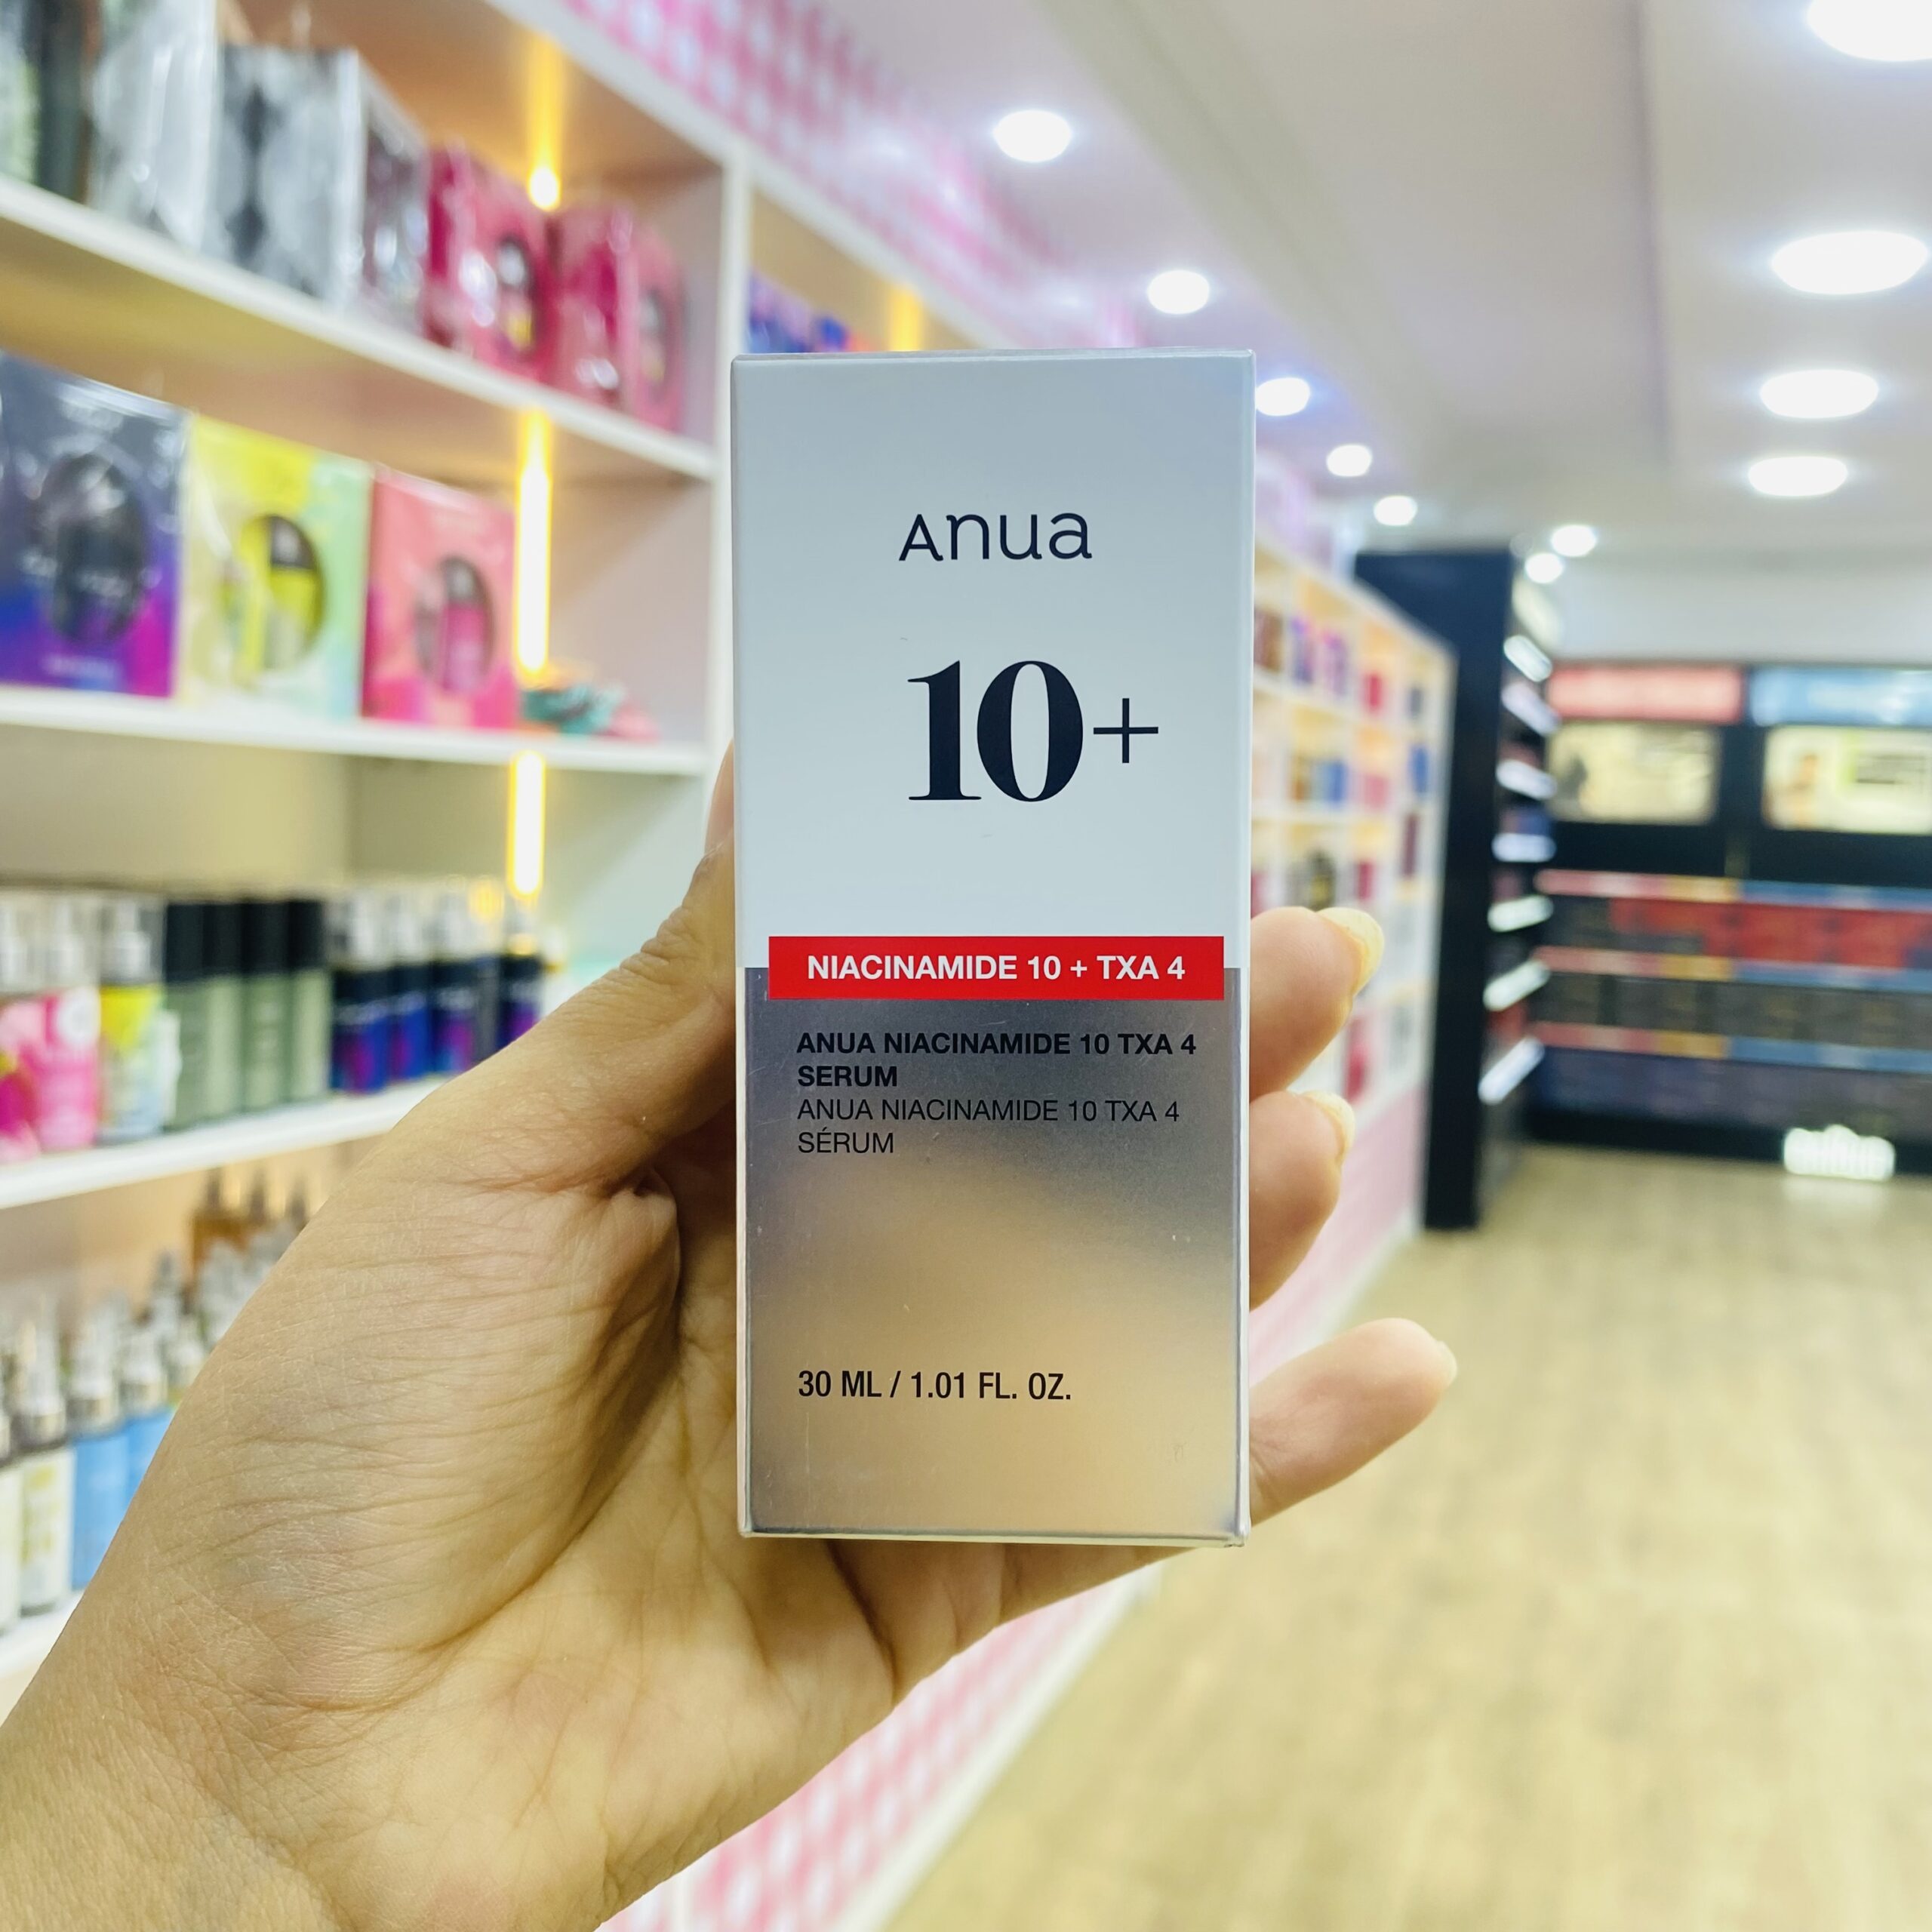 Anua
10+
NIACINAMIDE 10 + TXA 4
ANUA NIACINAMIDE 10 TXA 4
SERUM
ANUA NIACINAMIDE 10 TXA 4
SÉRUM
30 ML / 1.01 FL. OZ.